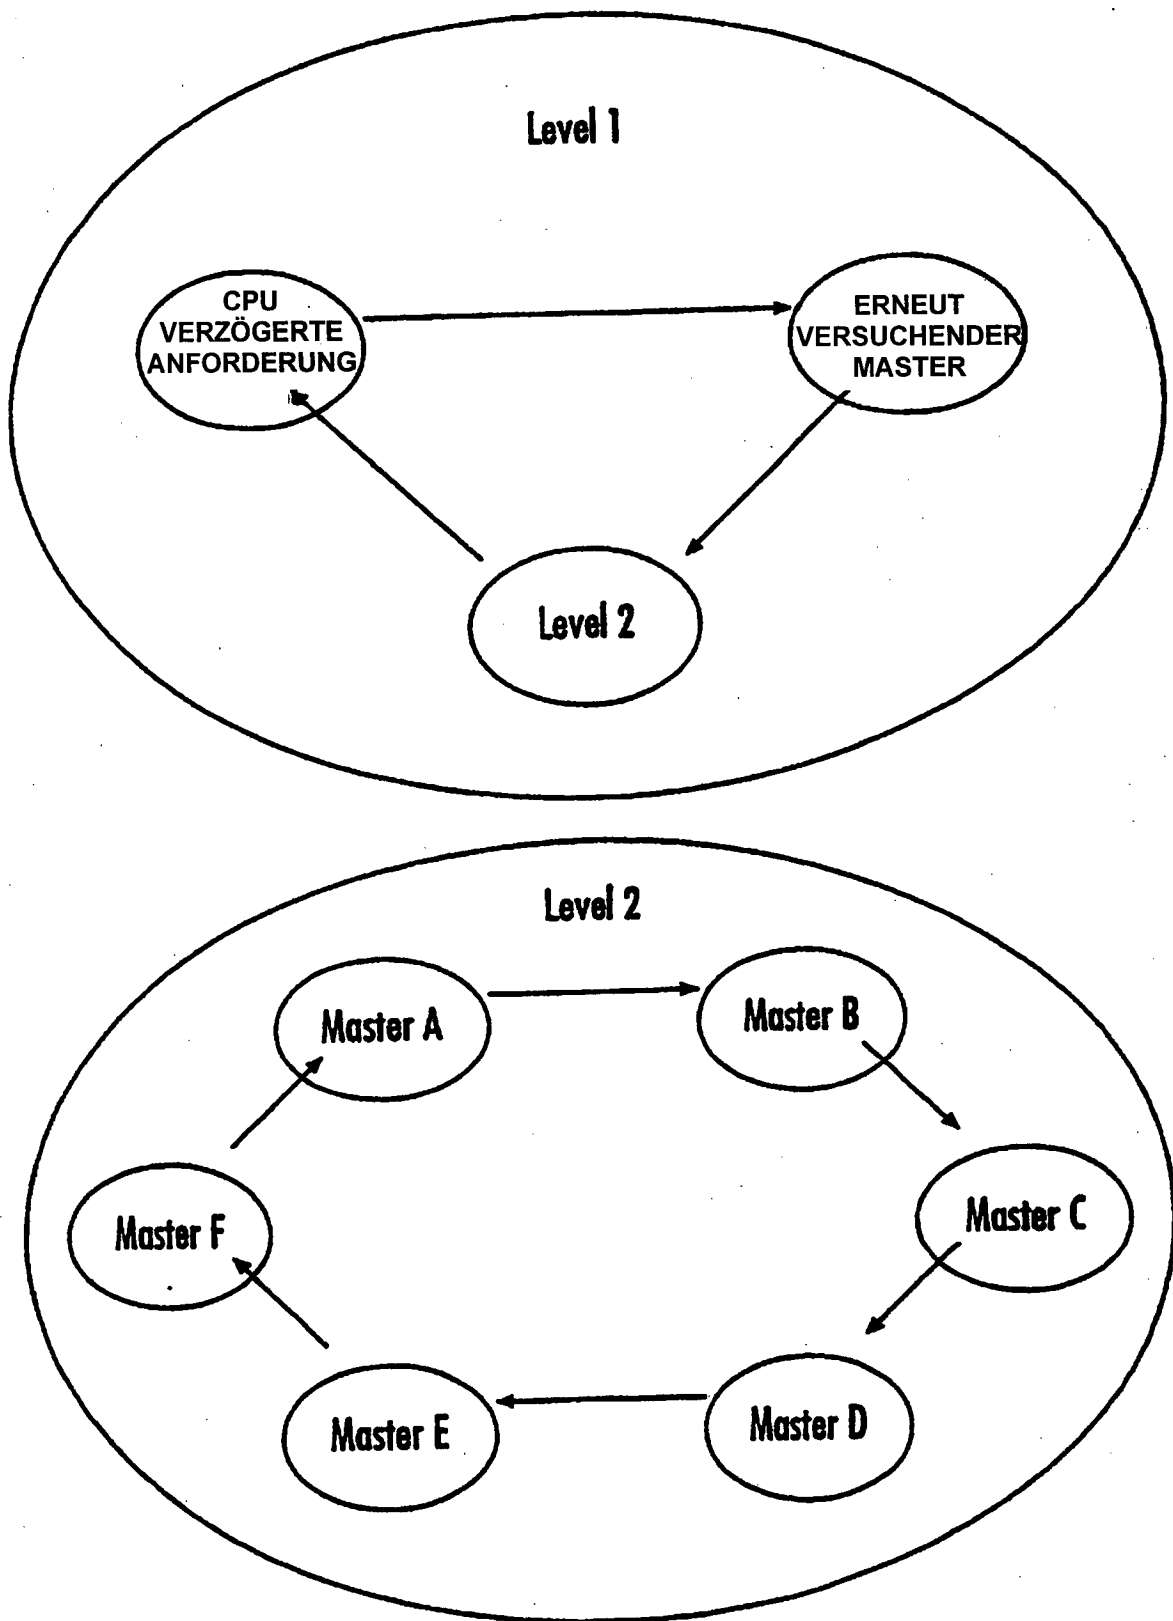 Level 1
CPU
VERZÖGERTE
ANFORDERUNG
ERNEUT
VERSUCHENDER
MASTER
Level 2
Level 2
Master A
Master B
Master F
Master C
Master E
Master D